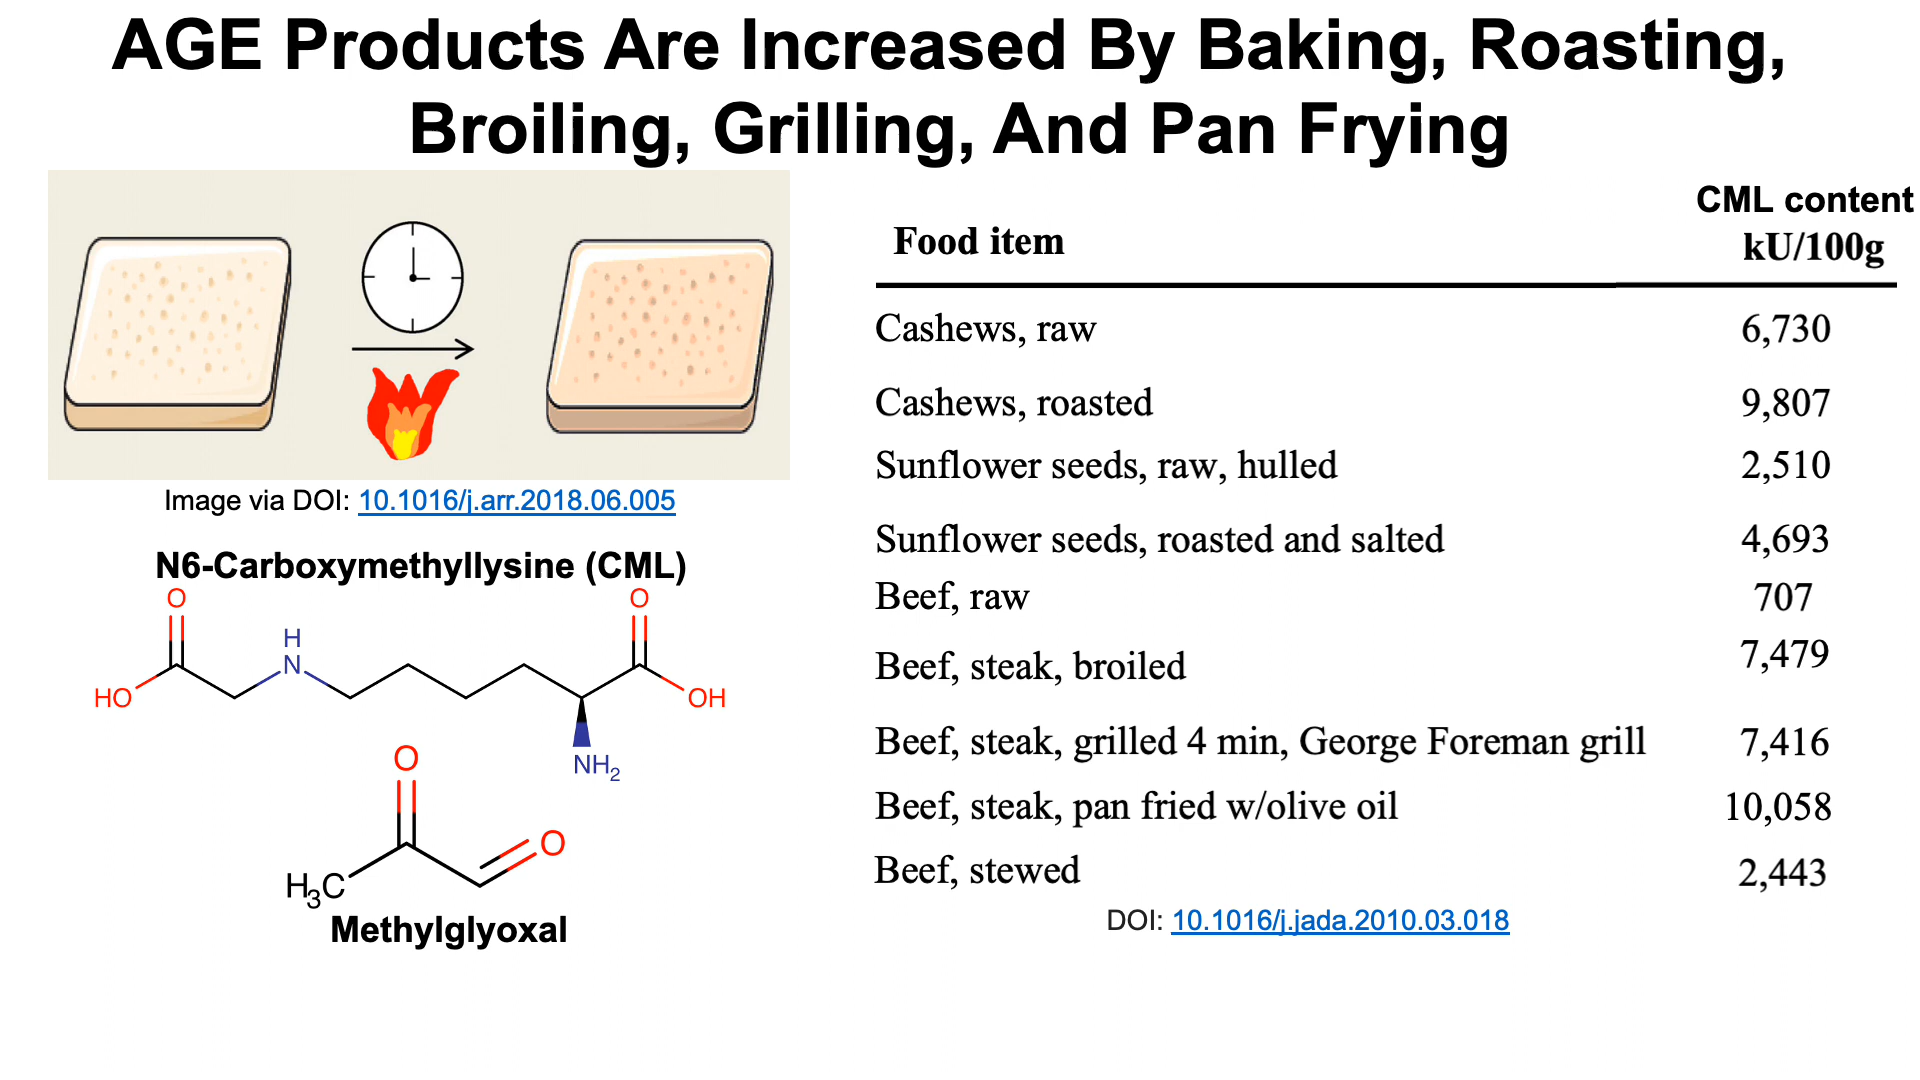 AGE Products Are Increased By Baking, Roasting,
Broiling, Grilling, And Pan Frying
Image via DOI: 10.1016/j.arr.2018.06.005
N6-Carboxymethyllysine (CML)
O
O
H
N
HO
OH
NH2
O
O
H3C
Methylglyoxal
CML content
Food item kU/100g
Cashews, raw 6,730
Cashews, roasted 9,807
Sunflower seeds, raw, hulled 2,510
Sunflower seeds, roasted and salted 4,693
Beef, raw 707
Beef, steak, broiled 7,479
Beef, steak, grilled 4 min, George Foreman grill 7,416
Beef, steak, pan fried w/olive oil 10,058
Beef, stewed 2,443
DOI: 10.1016/j.jada.2010.03.018